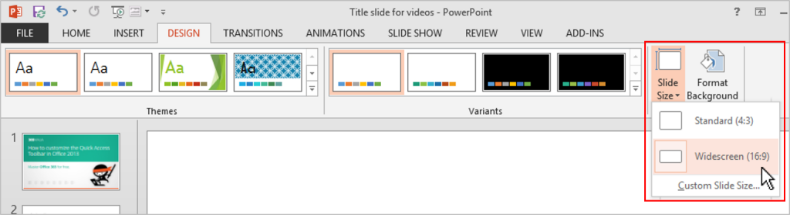 Title slide for videos - PowerPoint
FILE HOME INSERT DESIGN TRANSITIONS ANIMATIONS SLIDE SHOW REVIEW VIEW ADD-INS
Aa Aa Aa Aa
Slide Size
Format Background
Themes
Variants
Standard (4:3)
Widescreen (16:9)
Custom Slide Size...
1
How to customize the Quick Access
Toolbar in Office 2013
2